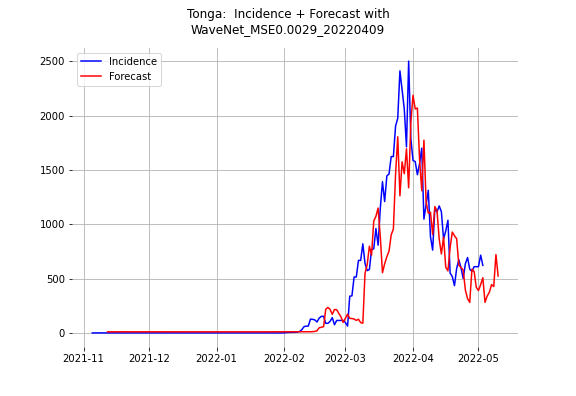 Tonga:  Incidence + Forecast with
WaveNet_MSE0.0029_20220409
Incidence
Forecast
2500
2000
1500
1000
500
0
2021-11 2021-12 2022-01 2022-02 2022-03 2022-04 2022-05